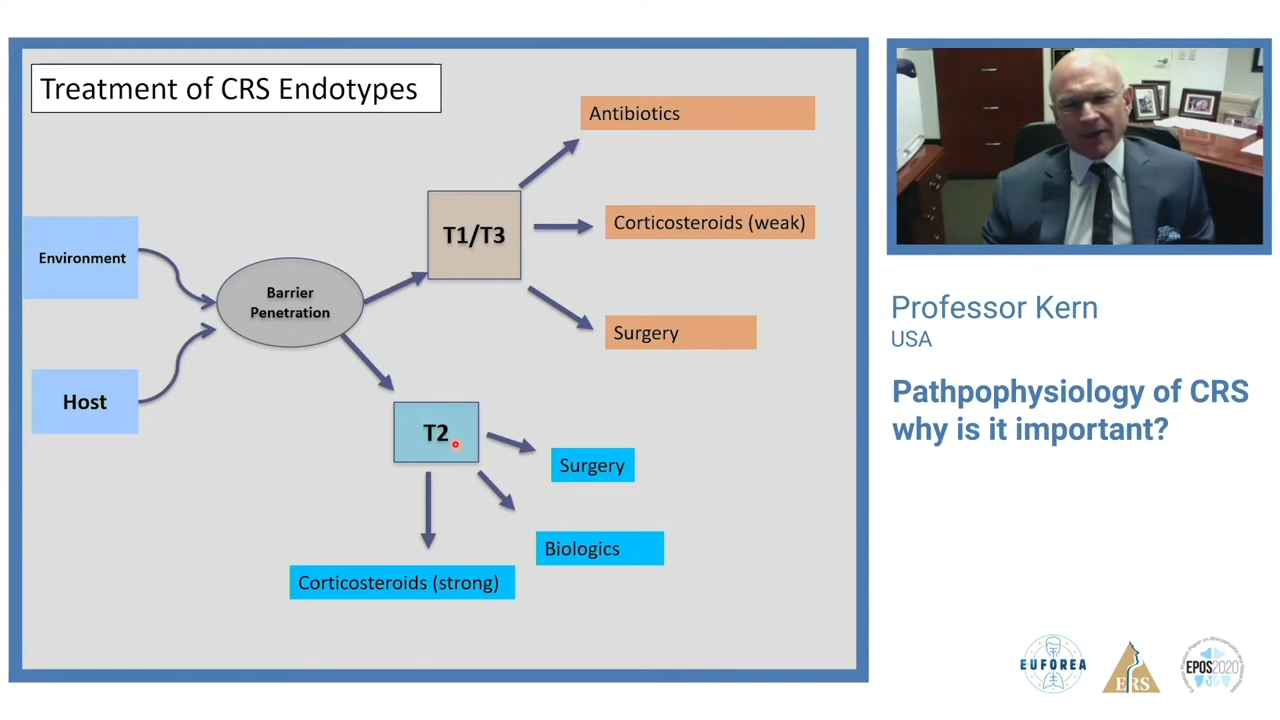 Treatment of CRS Endotypes
Antibiotics
Environment
T1/T3
Corticosteroids (weak)
Barrier
Penetration
Surgery
Host
T2
Surgery
Biologics
Corticosteroids (strong)
Professor Kern
USA
Pathpophysiology of CRS
why is it important?
EUFOREA
ERS
EPOS2020